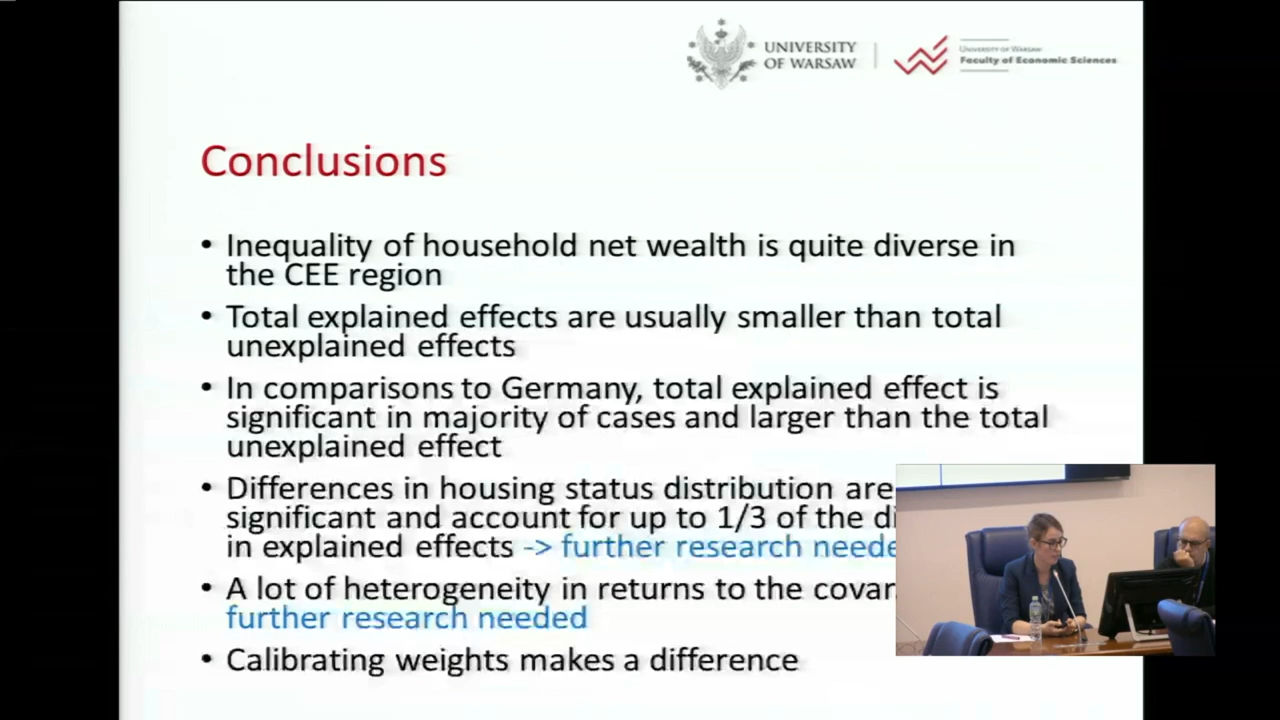 UNIVERSITY
OF WARSAW
UNIVERSITY OF WARSAW
Faculty of Economic Sciences
Conclusions
• Inequality of household net wealth is quite diverse in
the CEE region
• Total explained effects are usually smaller than total
unexplained effects
• In comparisons to Germany, total explained effect is
significant in majority of cases and larger than the total
unexplained effect
• Differences in housing status distribution are
significant and account for up to 1/3 of the
in explained effects -> further research
• A lot of heterogeneity in returns to the
further research needed
• Calibrating weights makes a difference